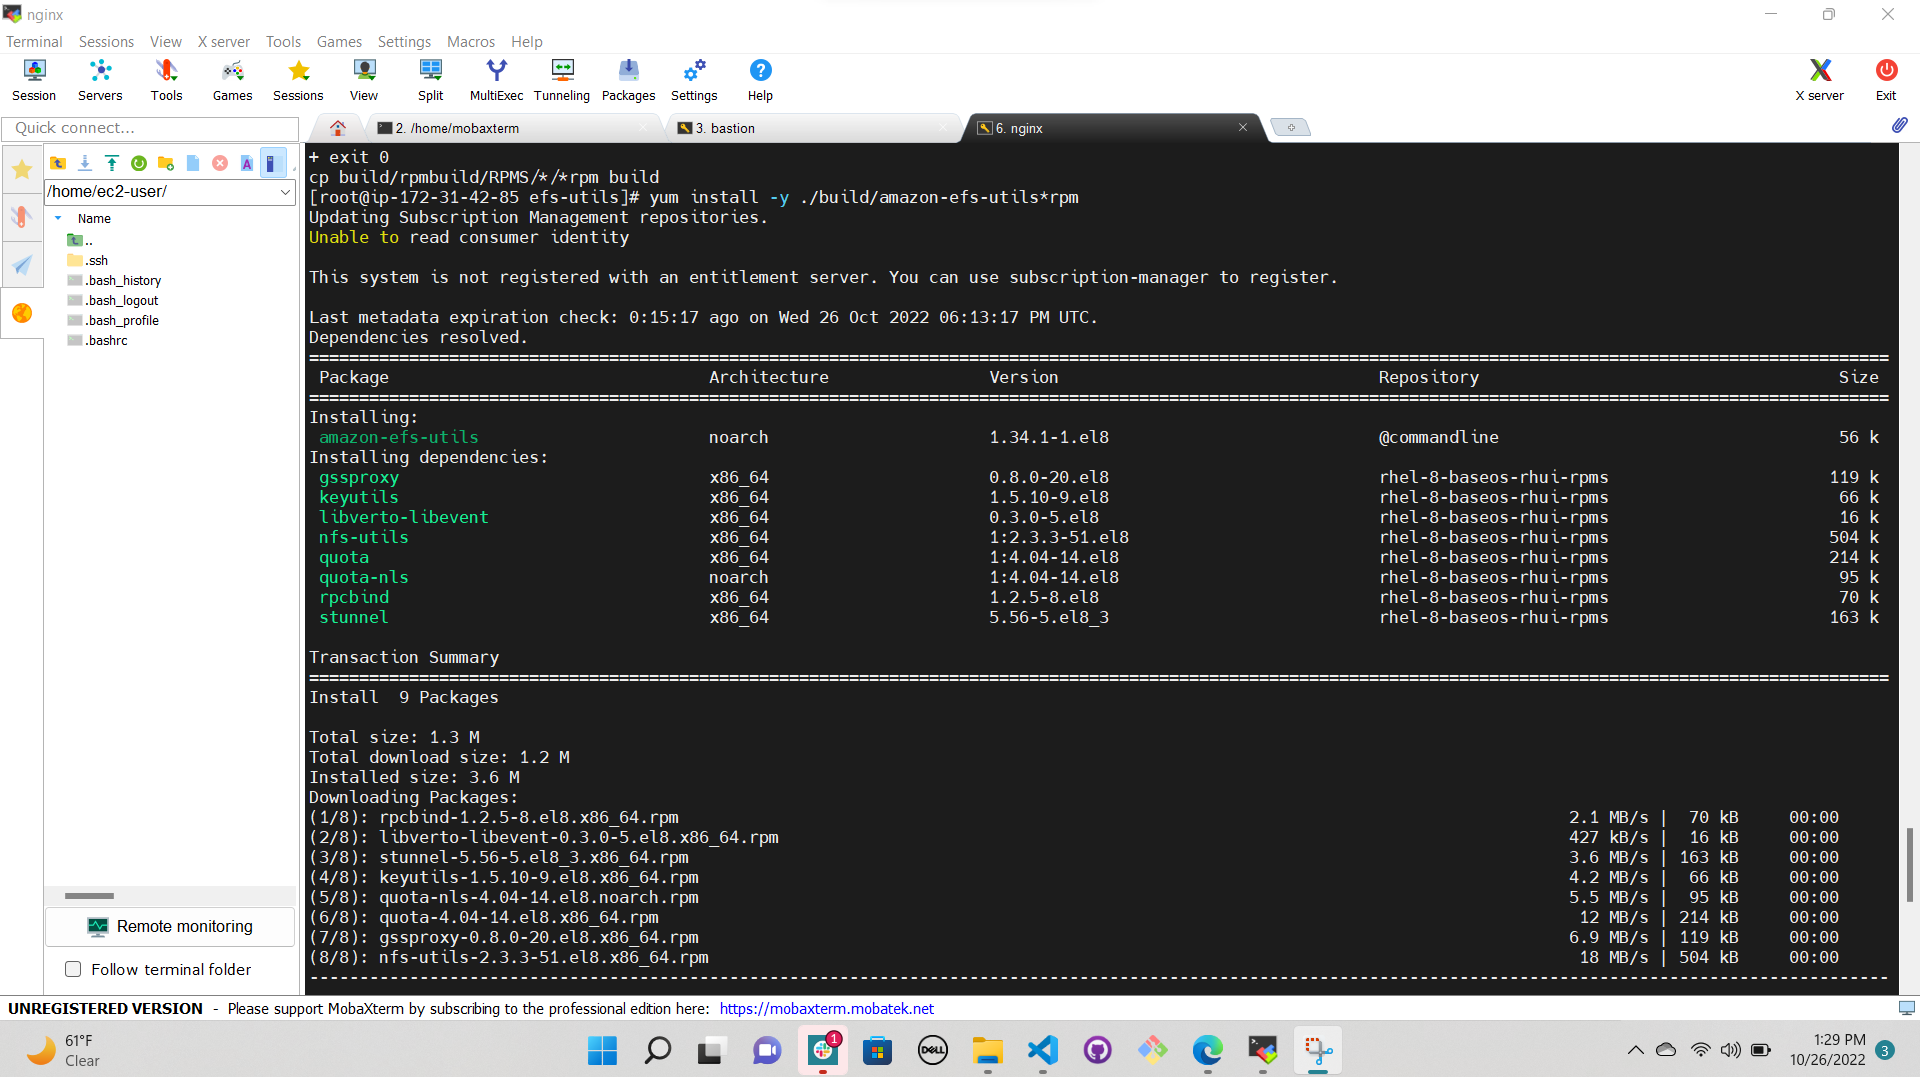 nginx
Terminal Sessions View X server Tools Games Settings Macros Help
Session Servers Tools Games Sessions View Split MultiExec Tunneling Packages Settings Help X server Exit
Quick connect...
2. /home/mobaxterm
3. bastion
6. nginx
/home/ec2-user/
Name
..
.ssh
.bash_history
.bash_logout
.bash_profile
.bashrc
Remote monitoring
Follow terminal folder
+ exit 0
cp build/rpmbuild/RPMS/*/*rpm build
[root@ip-172-31-42-85 efs-utils]# yum install -y ./build/amazon-efs-utils*rpm
Updating Subscription Management repositories.
Unable to read consumer identity
This system is not registered with an entitlement server. You can use subscription-manager to register.
Last metadata expiration check: 0:15:17 ago on Wed 26 Oct 2022 06:13:17 PM UTC.
Dependencies resolved.
================================================================================
Package Architecture Version Repository Size
================================================================================
Installing:
amazon-efs-utils noarch 1.34.1-1.el8 @commandline 56 k
Installing dependencies:
gssproxy x86_64 0.8.0-20.el8 rhel-8-baseos-rhui-rpms 119 k
keyutils x86_64 1.5.10-9.el8 rhel-8-baseos-rhui-rpms 66 k
libverto-libevent x86_64 0.3.0-5.el8 rhel-8-baseos-rhui-rpms 16 k
nfs-utils x86_64 1:2.3.3-51.el8 rhel-8-baseos-rhui-rpms 504 k
quota x86_64 1:4.04-14.el8 rhel-8-baseos-rhui-rpms 214 k
quota-nls noarch 1:4.04-14.el8 rhel-8-baseos-rhui-rpms 95 k
rpcbind x86_64 1.2.5-8.el8 rhel-8-baseos-rhui-rpms 70 k
stunnel x86_64 5.56-5.el8_3 rhel-8-baseos-rhui-rpms 163 k
Transaction Summary
================================================================================
Install 9 Packages
Total size: 1.3 M
Total download size: 1.2 M
Installed size: 3.6 M
Downloading Packages:
(1/8): rpcbind-1.2.5-8.el8.x86_64.rpm 2.1 MB/s | 70 kB 00:00
(2/8): libverto-libevent-0.3.0-5.el8.x86_64.rpm 427 kB/s | 16 kB 00:00
(3/8): stunnel-5.56-5.el8_3.x86_64.rpm 3.6 MB/s | 163 kB 00:00
(4/8): keyutils-1.5.10-9.el8.x86_64.rpm 4.2 MB/s | 66 kB 00:00
(5/8): quota-nls-4.04-14.el8.noarch.rpm 5.5 MB/s | 95 kB 00:00
(6/8): quota-4.04-14.el8.x86_64.rpm 12 MB/s | 214 kB 00:00
(7/8): gssproxy-0.8.0-20.el8.x86_64.rpm 6.9 MB/s | 119 kB 00:00
(8/8): nfs-utils-2.3.3-51.el8.x86_64.rpm 18 MB/s | 504 kB 00:00
--------------------------------------------------------------------------------
UNREGISTERED VERSION - Please support MobaXterm by subscribing to the professional edition here: https://mobaxterm.mobatek.net
61°F
Clear
1
DELL
1:29 PM
10/26/2022
3